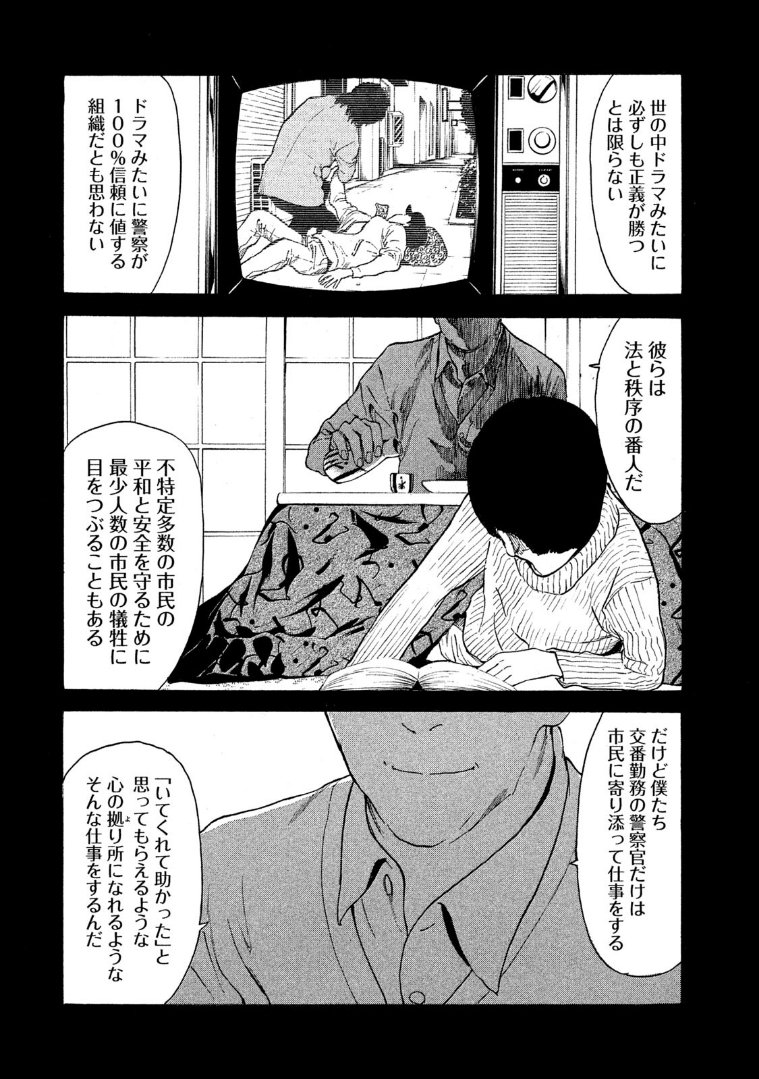 世の中ドラマみたいに
必ずしも正義が勝つ
とは限らない
ドラマみたいに警察が
100%信頼に値する
組織だとも思わない
彼らは
法と秩序の番人だ
不特定多数の市民の
平和と安全を守るために
最少人数の市民の犠牲に
目をつぶることもある
だけど僕たち
交番勤務の警察官だけは
市民に寄り添って仕事をする
「いてくれて助かった」と
思ってもらえるような
心の拠り所になれるような
そんな仕事をするんだ